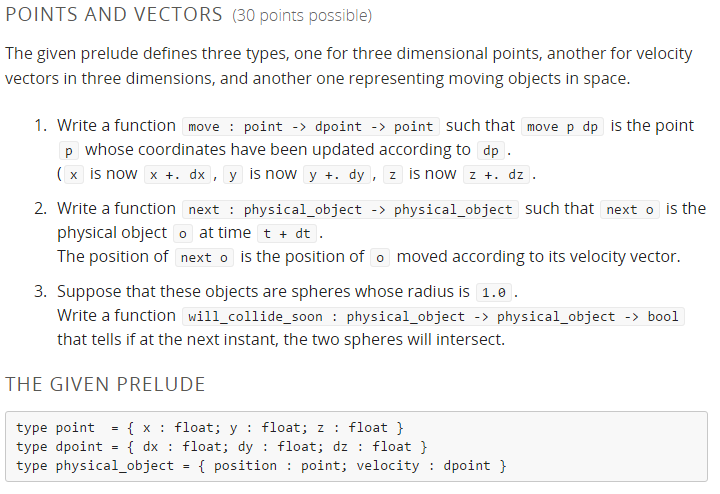 POINTS AND VECTORS (30 points possible)
The given prelude defines three types, one for three dimensional points, another for velocity
vectors in three dimensions, and another one representing moving objects in space.
1. Write a function move : point -> dpoint -> point such that move p dp is the point
p whose coordinates have been updated according to dp .
( x is now x +. dx , y is now y +. dy , z is now z +. dz .
2. Write a function next : physical_object -> physical_object such that next o is the
physical object o at time t + dt .
The position of next o is the position of o moved according to its velocity vector.
3. Suppose that these objects are spheres whose radius is 1.0 .
Write a function will_collide_soon : physical_object -> physical_object -> bool
that tells if at the next instant, the two spheres will intersect.
THE GIVEN PRELUDE
type point = { x : float; y : float; z : float }
type dpoint = { dx : float; dy : float; dz : float }
type physical_object = { position : point; velocity : dpoint }